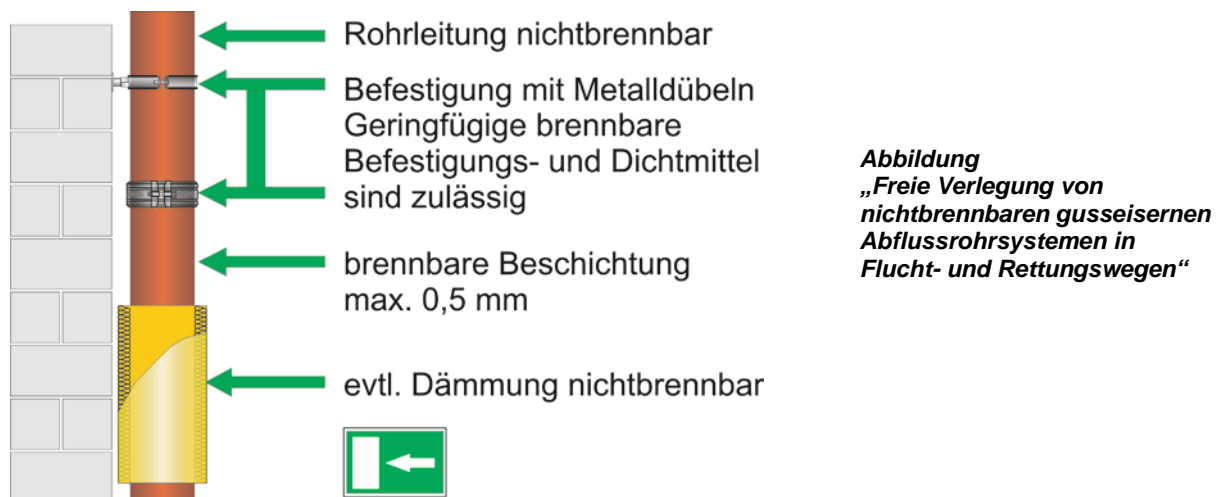 Rohrleitung nichtbrennbar
Befestigung mit Metalldübeln
Geringfügige brennbare
Befestigungs- und Dichtmittel
sind zulässig
brennbare Beschichtung
max. 0,5 mm
evtl. Dämmung nichtbrennbar
Abbildung
„Freie Verlegung von
nichtbrennbaren gusseisernen
Abflussrohrsystemen in
Flucht- und Rettungswegen“